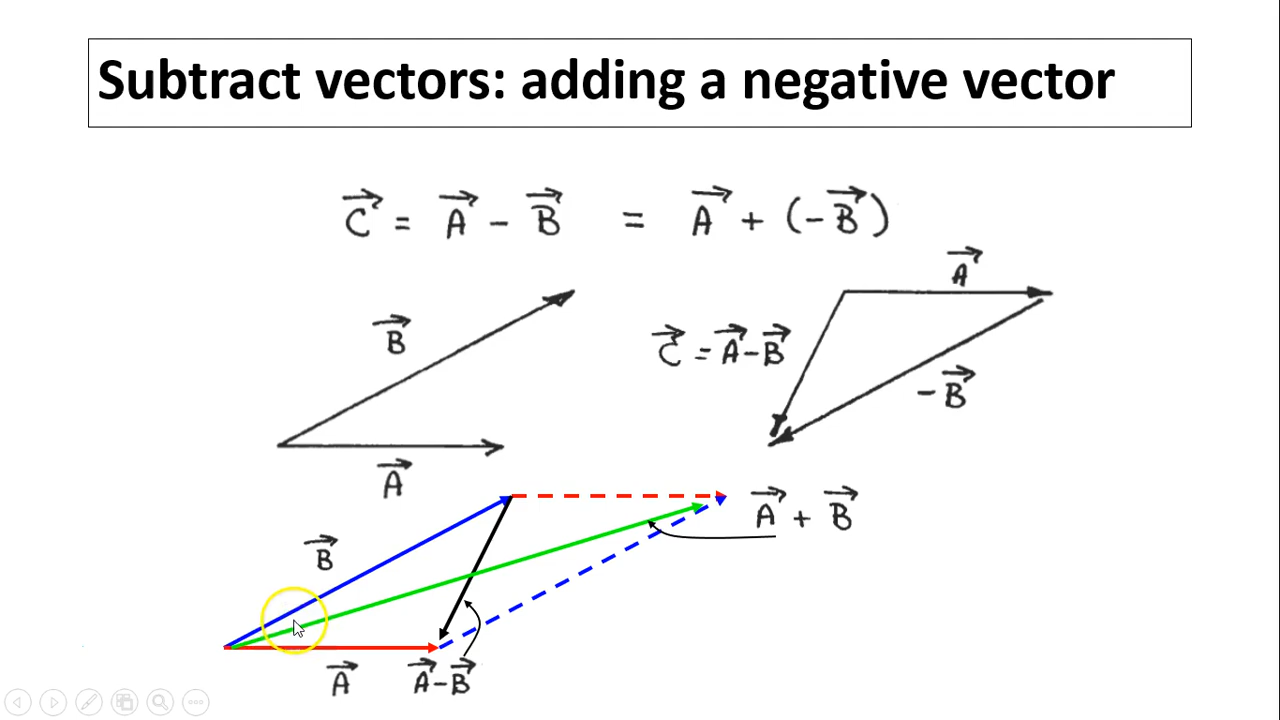 Subtract vectors: adding a negative vector
C⃗ = A⃗ - B⃗ = A⃗ + (-B⃗)
A⃗
B⃗
C⃗ = A⃗-B⃗
-B⃗
A⃗
A⃗ + B⃗
B⃗
A⃗
A⃗-B⃗